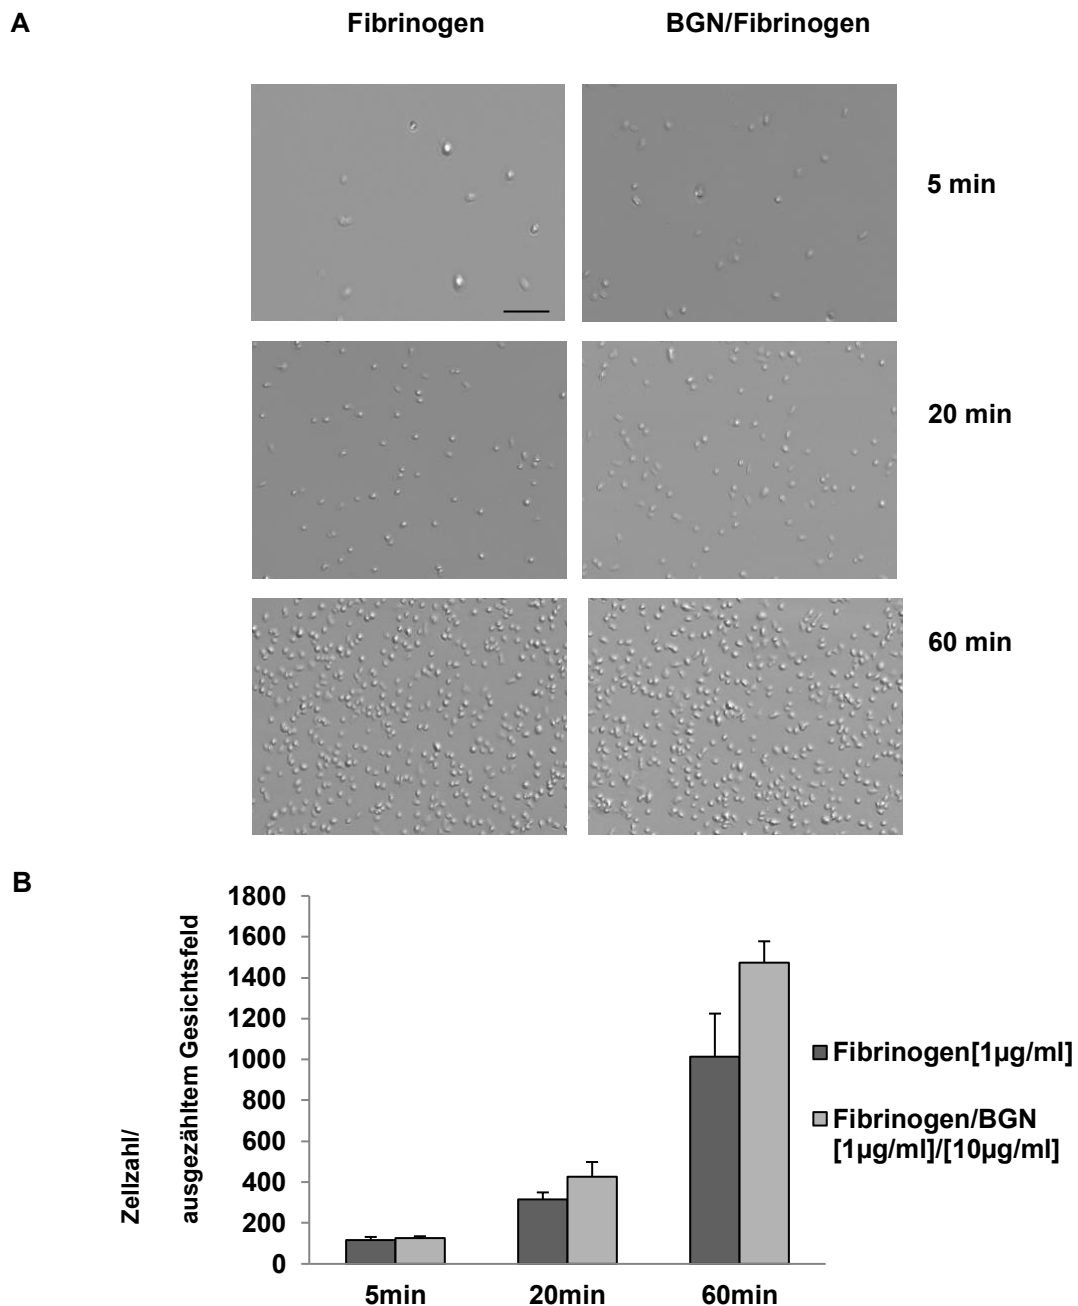 A
Fibrinogen
BGN/Fibrinogen
5 min
20 min
60 min
B
Zellzahl/
ausgezähltem Gesichtsfeld
1800
1600
1400
1200
1000
800
600
400
200
0
5min
20min
60min
Fibrinogen[1µg/ml]
Fibrinogen/BGN
[1µg/ml]/[10µg/ml]